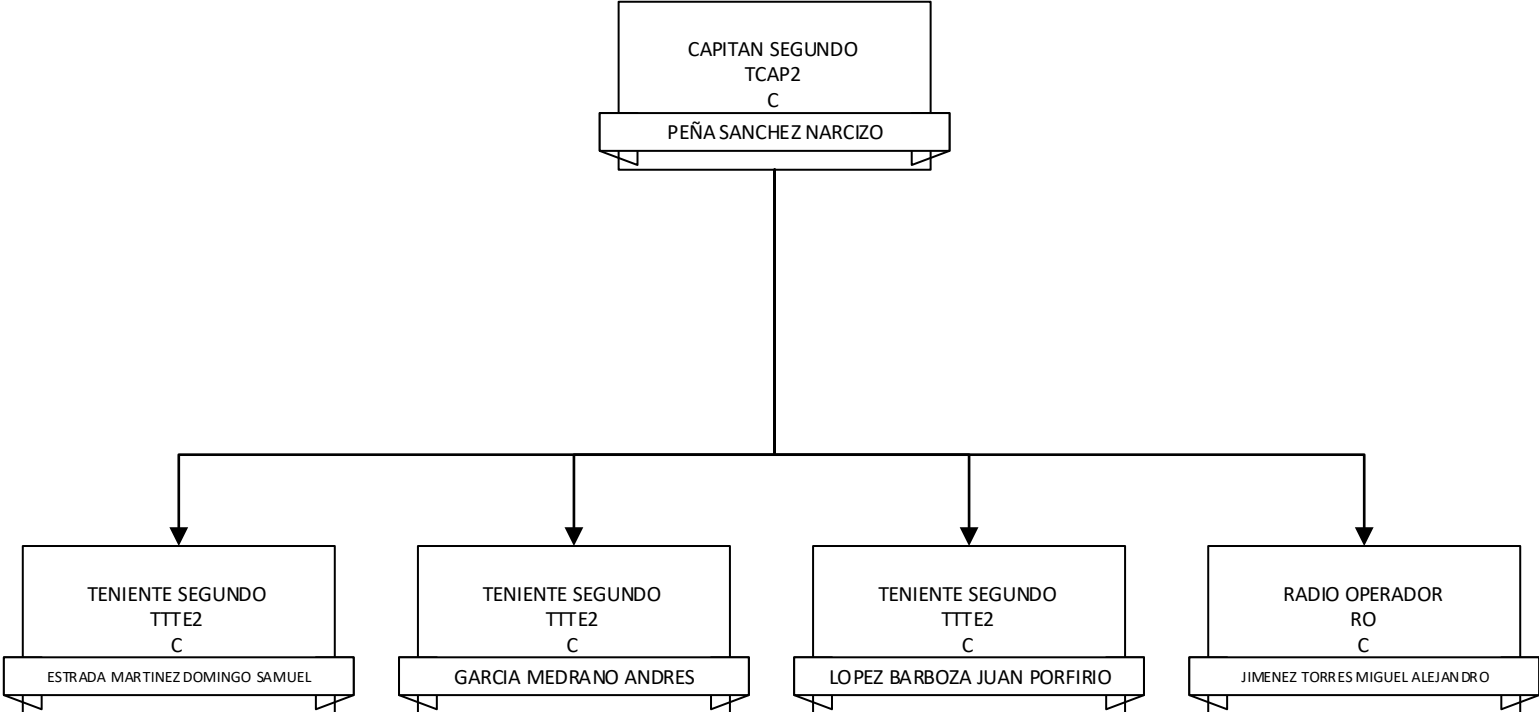 CAPITAN SEGUNDO
TCAP2
C
PEÑA SANCHEZ NARCIZO
TENIENTE SEGUNDO
TTTE2
C
ESTRADA MARTINEZ DOMINGO SAMUEL
TENIENTE SEGUNDO
TTTE2
C
GARCIA MEDRANO ANDRES
TENIENTE SEGUNDO
TTTE2
C
LOPEZ BARBOZA JUAN PORFIRIO
RADIO OPERADOR
RO
C
JIMENEZ TORRES MIGUEL ALEJANDRO